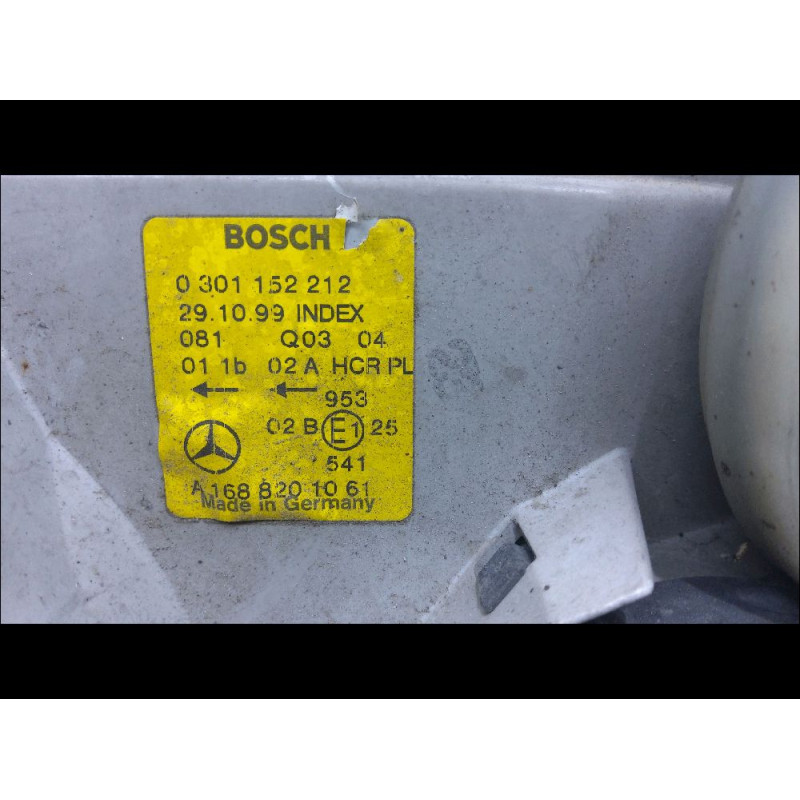 BOSCH
0 301 152 212
29.10.99 INDEX
081 Q03 04
01 1b 02 A HCR PL
953
02 B E1 25
541
A 168 820 10 61
Made in Germany